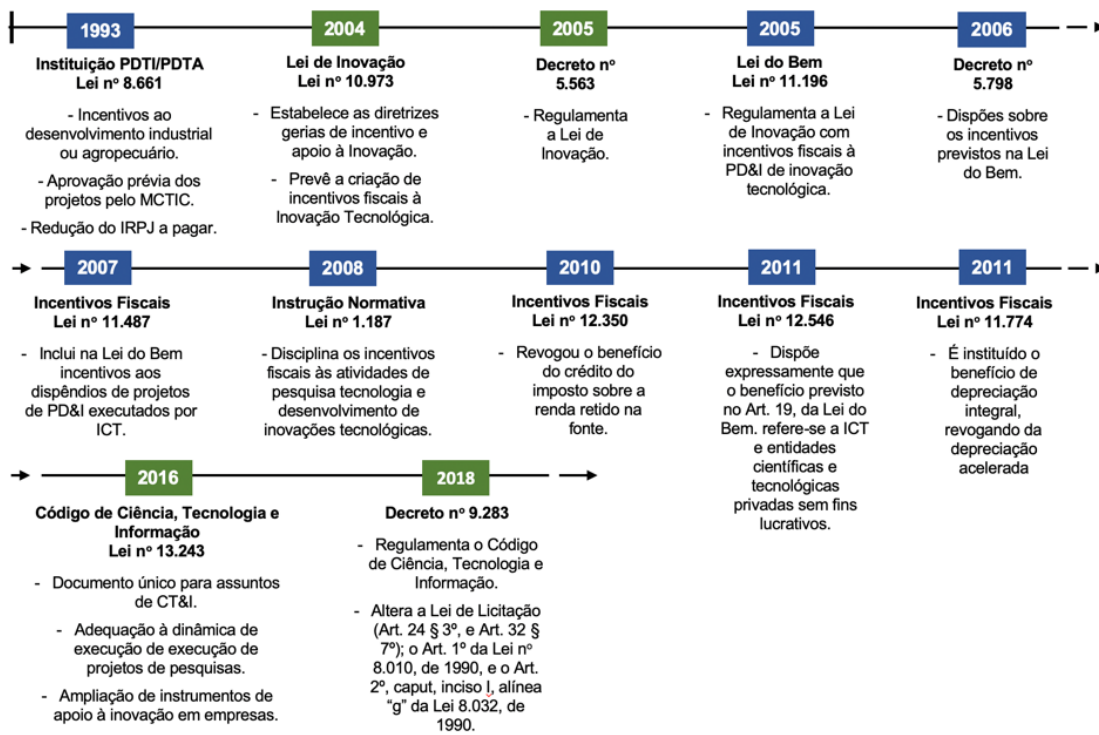 1993
Instituição PDTI/PDTA
Lei nº 8.661
- Incentivos ao
desenvolvimento industrial
ou agropecuário.
- Aprovação prévia dos
projetos pelo MCTIC.
- Redução do IRPJ a pagar.
2004
Lei de Inovação
Lei nº 10.973
- Estabelece as diretrizes
gerias de incentivo e
apoio à Inovação.
- Prevê a criação de
incentivos fiscais à
Inovação Tecnológica.
2005
Decreto nº
5.563
- Regulamenta
a Lei de
Inovação.
2005
Lei do Bem
Lei nº 11.196
- Regulamenta a Lei
de Inovação com
incentivos fiscais à
PD&I de inovação
tecnológica.
2006
Decreto nº
5.798
- Dispões sobre
os incentivos
previstos na Lei
do Bem.
2007
Incentivos Fiscais
Lei nº 11.487
- Inclui na Lei do Bem
incentivos aos
dispêndios de projetos
de PD&I executados por
ICT.
2008
Instrução Normativa
Lei nº 1.187
- Disciplina os incentivos
fiscais às atividades de
pesquisa tecnologia e
desenvolvimento de
inovações tecnológicas.
2010
Incentivos Fiscais
Lei nº 12.350
- Revogou o benefício
do crédito do
imposto sobre a
renda retido na
fonte.
2011
Incentivos Fiscais
Lei nº 12.546
- Dispõe
expressamente que
o benefício previsto
no Art. 19, da Lei do
Bem. refere-se a ICT
e entidades
científicas e
tecnológicas
privadas sem fins
lucrativos.
2011
Incentivos Fiscais
Lei nº 11.774
- É instituído o
benefício de
depreciação
integral,
revogando da
depreciação
acelerada
2016
Código de Ciência, Tecnologia e
Informação
Lei nº 13.243
- Documento único para assuntos
de CT&I.
- Adequação à dinâmica de
execução de execução de
projetos de pesquisas.
- Ampliação de instrumentos de
apoio à inovação em empresas.
2018
Decreto nº 9.283
- Regulamenta o Código
de Ciência, Tecnologia e
Informação.
- Altera a Lei de Licitação
(Art. 24 § 3º, e Art. 32 §
7º); o Art. 1º da Lei nº
8.010, de 1990, e o Art.
2º, caput, inciso I, alínea
“g” da Lei 8.032, de
1990.